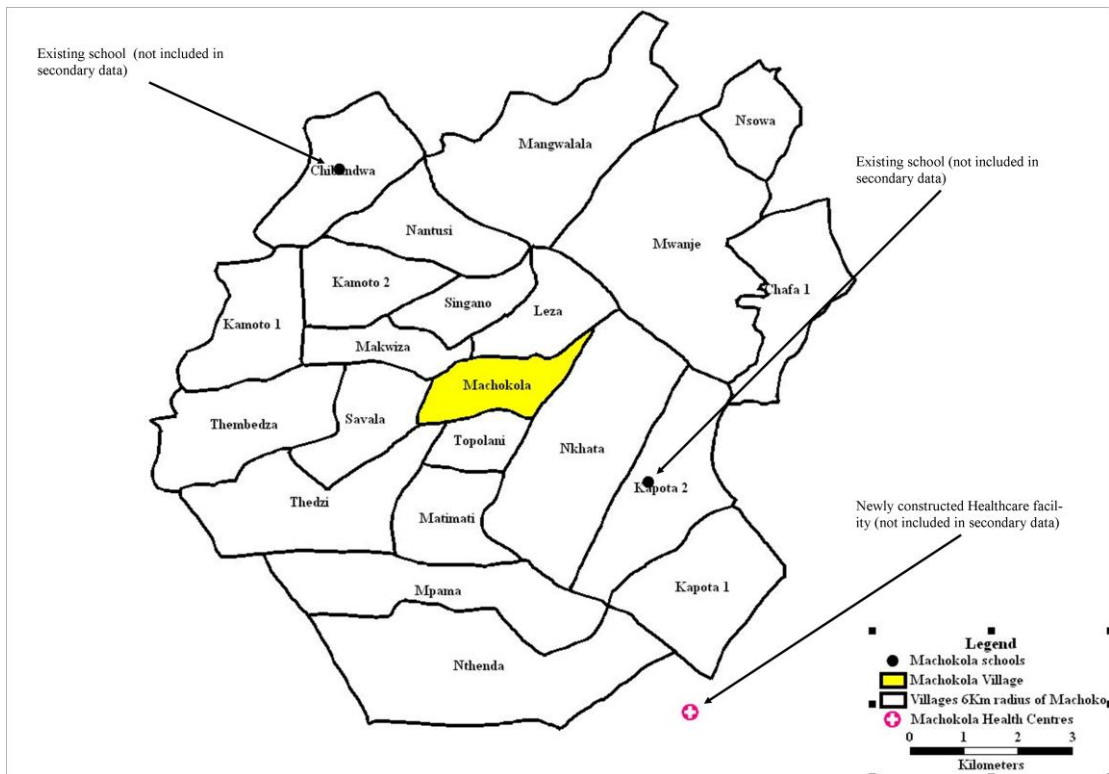 Existing school (not included in
secondary data)
Nsowa
Mangwalala
Existing school (not included in
secondary data)
Nantusi
Mwanje
Kamoto 2
Chafa 1
Singano
Leza
Kamoto 1
Makwiza
Machokola
Thembedza
Savala
Topolani
Nkhata
Kapota 2
Thedzi
Matimati
Newly constructed Healthcare facil-
ity (not included in secondary data)
Mpama
Kapota 1
Nthenda
Legend
Machokola schools
Machokola Village
Villages 6Km radius of Machoko
Machokola Health Centres
0 1 2 3
Kilometers